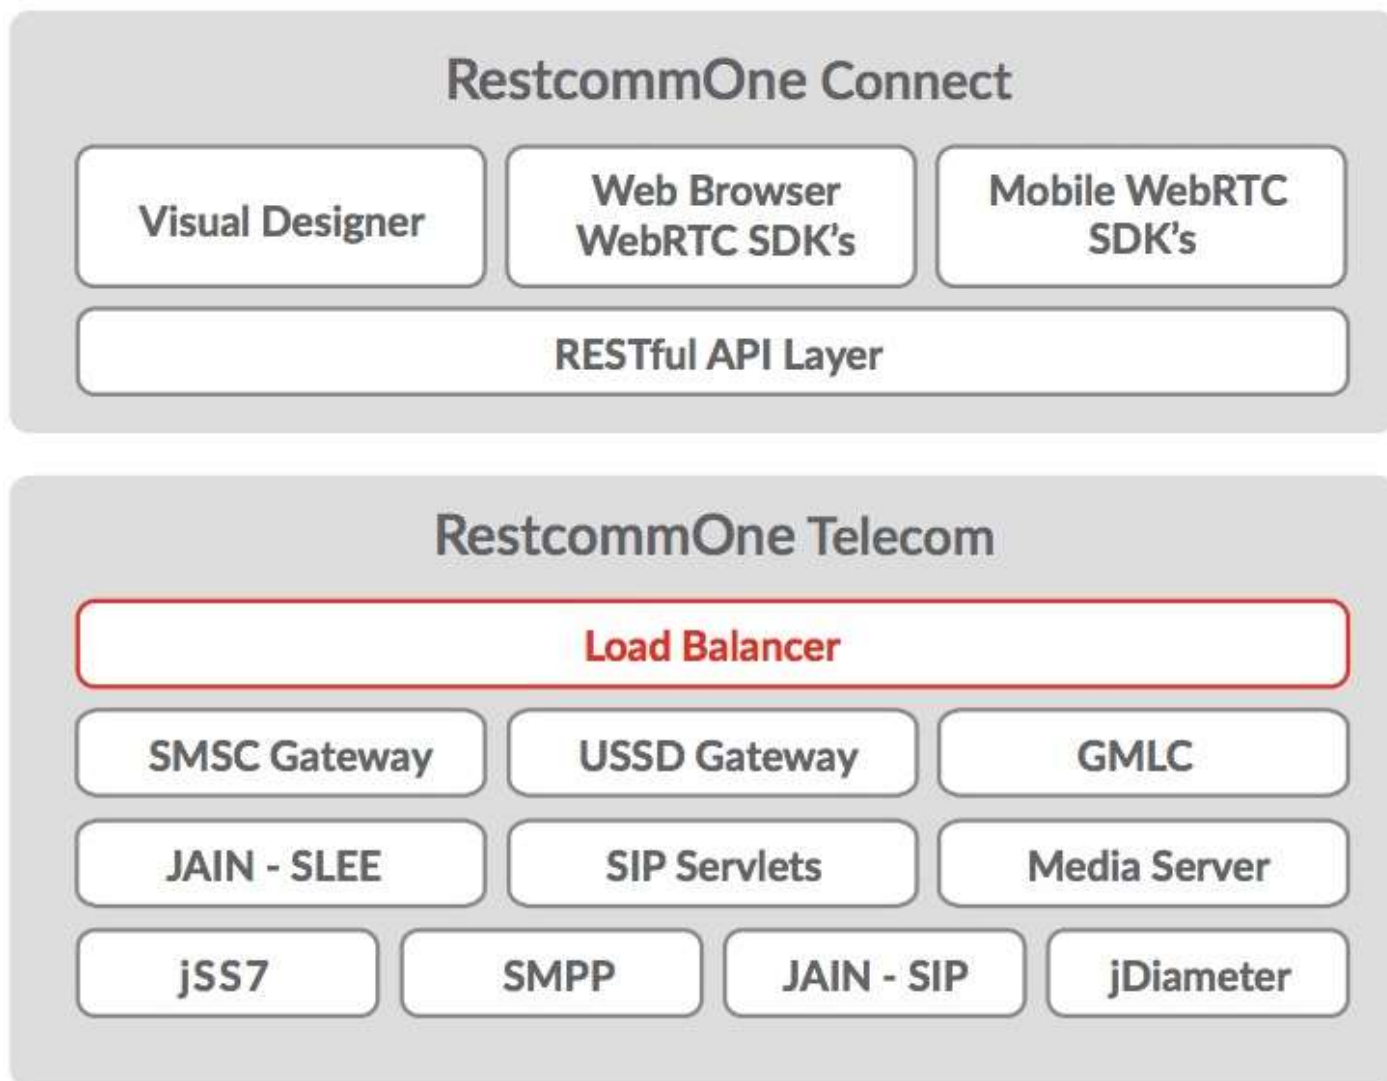 RestcommOne Connect
Visual Designer
Web Browser
WebRTC SDK's
Mobile WebRTC
SDK's
RESTful API Layer
RestcommOne Telecom
Load Balancer
SMSC Gateway
USSD Gateway
GMLC
JAIN - SLEE
SIP Servlets
Media Server
jSS7
SMPP
JAIN - SIP
jDiameter